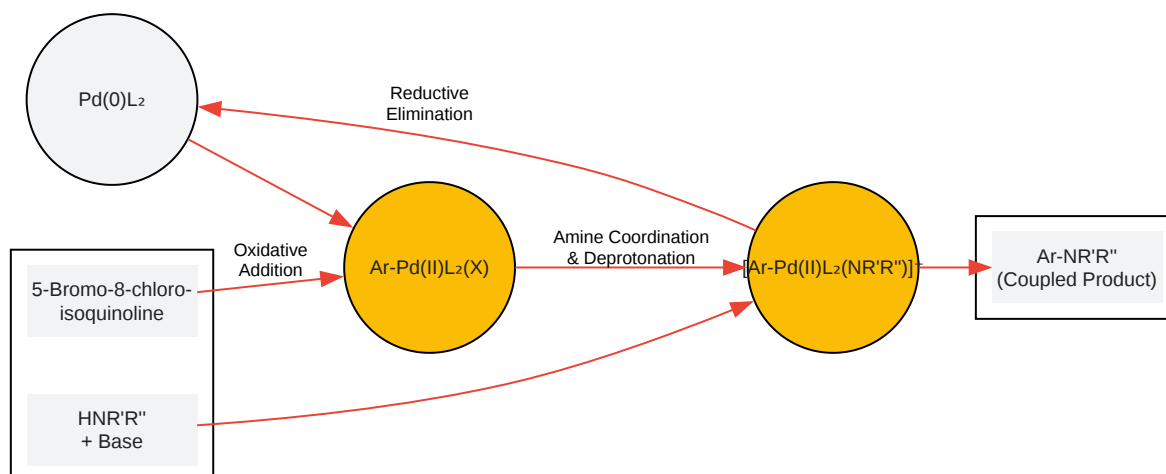 Pd(0)L₂
Reductive
Elimination
Oxidative
Addition
Ar-Pd(II)L₂(X)
Amine Coordination
& Deprotonation
[Ar-Pd(II)L₂(NR'R'')]⁺
Ar-NR'R''
(Coupled Product)
5-Bromo-8-chloro-
isoquinoline
HNR'R''
+ Base